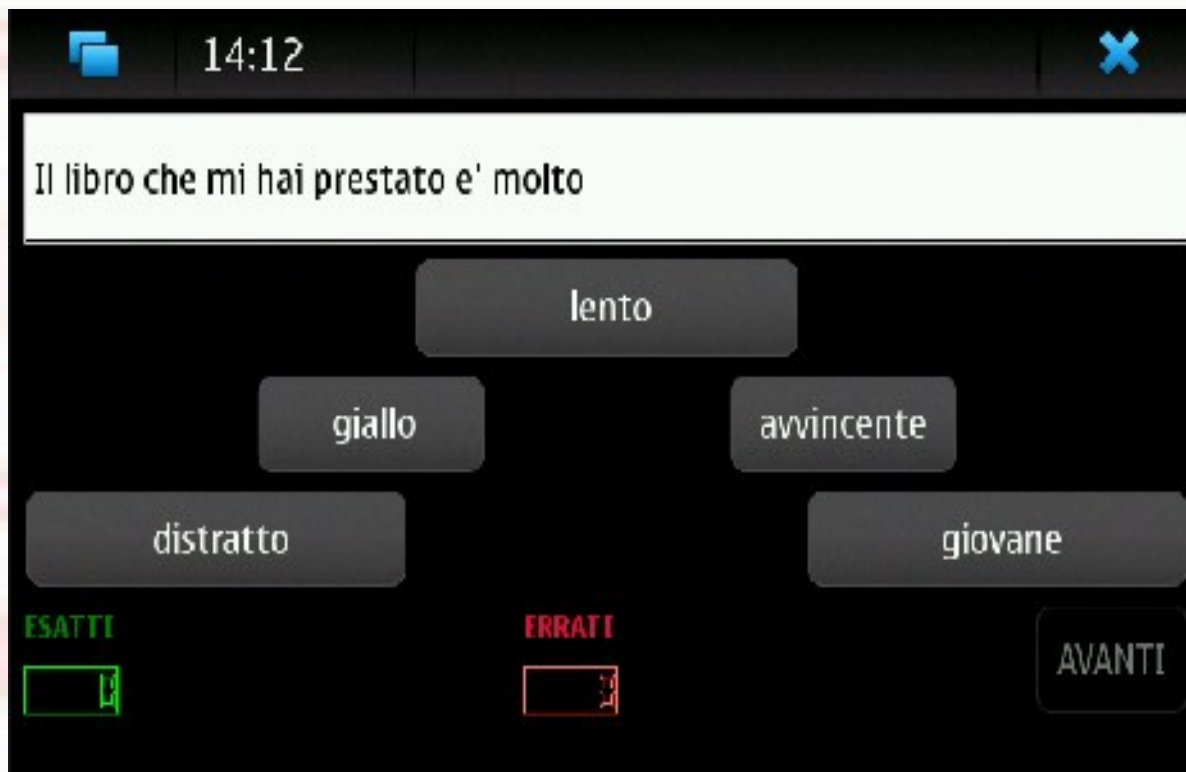 14:12
Il libro che mi hai prestato e' molto
lento
giallo avvincente
distratto giovane
ESATTI ERRATI
AVANTI